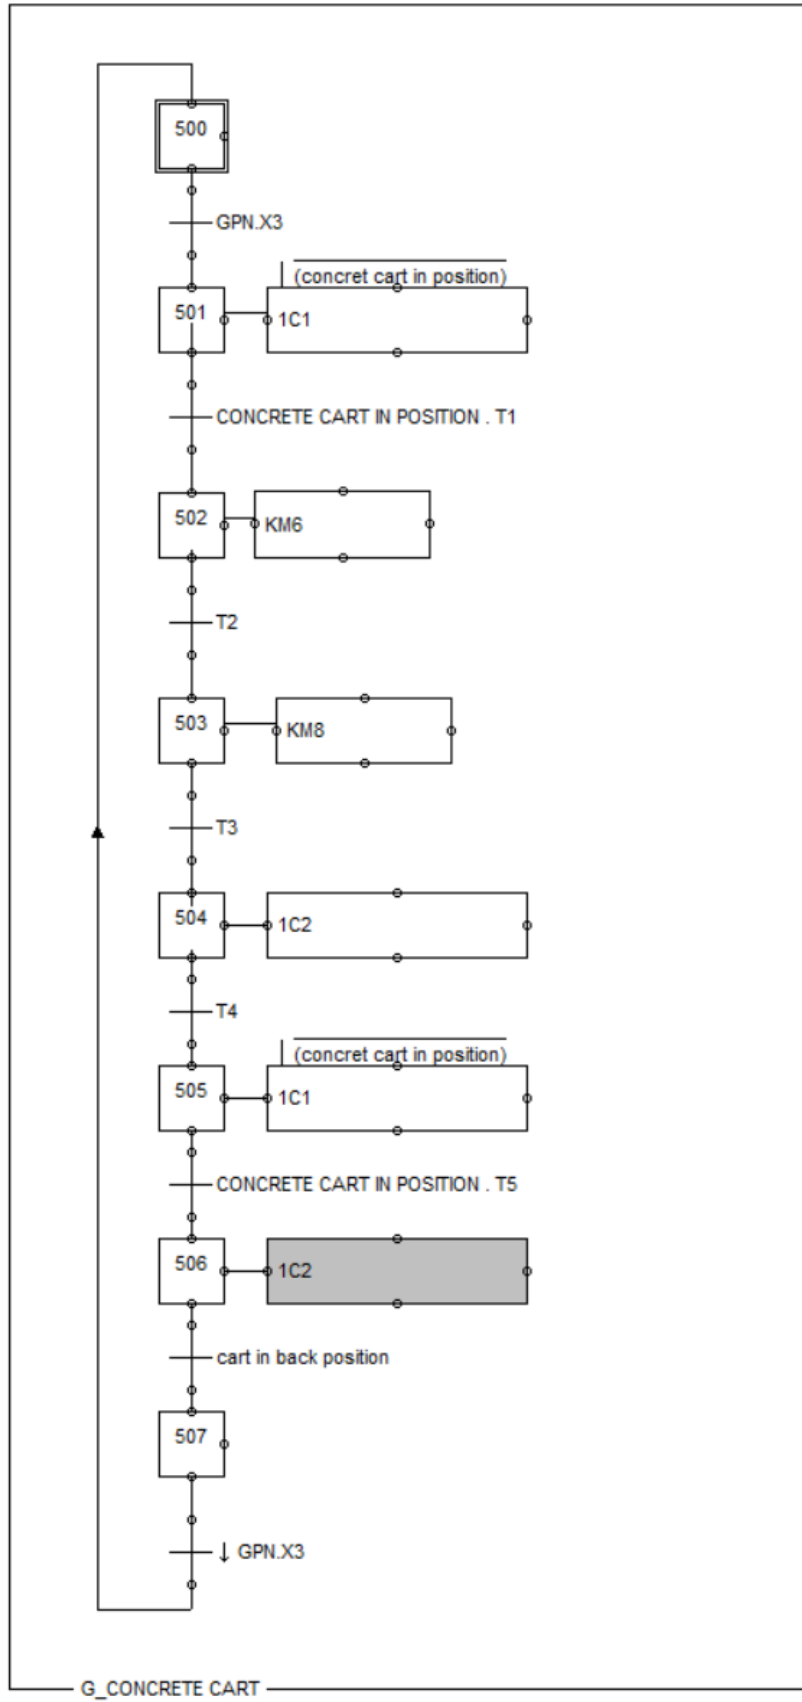 500
GPN.X3
(concret cart in position)
501
1C1
CONCRETE CART IN POSITION . T1
502
KM6
T2
503
KM8
T3
504
1C2
T4
(concret cart in position)
505
1C1
CONCRETE CART IN POSITION . T5
506
1C2
cart in back position
507
↓ GPN.X3
G_CONCRETE CART